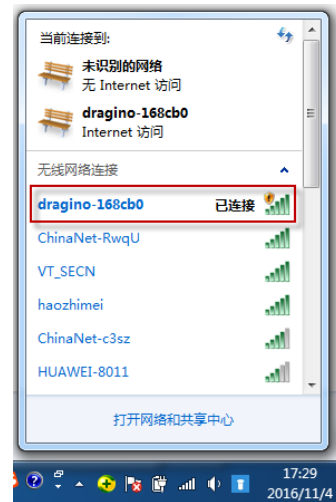 当前连接到:
未识别的网络
无 Internet 访问
dragino-168cb0
Internet 访问
无线网络连接
dragino-168cb0 已连接
ChinaNet-RwqU
VT_SECN
haozhimei
ChinaNet-c3sz
HUAWEI-8011
打开网络和共享中心
17:29
2016/11/4